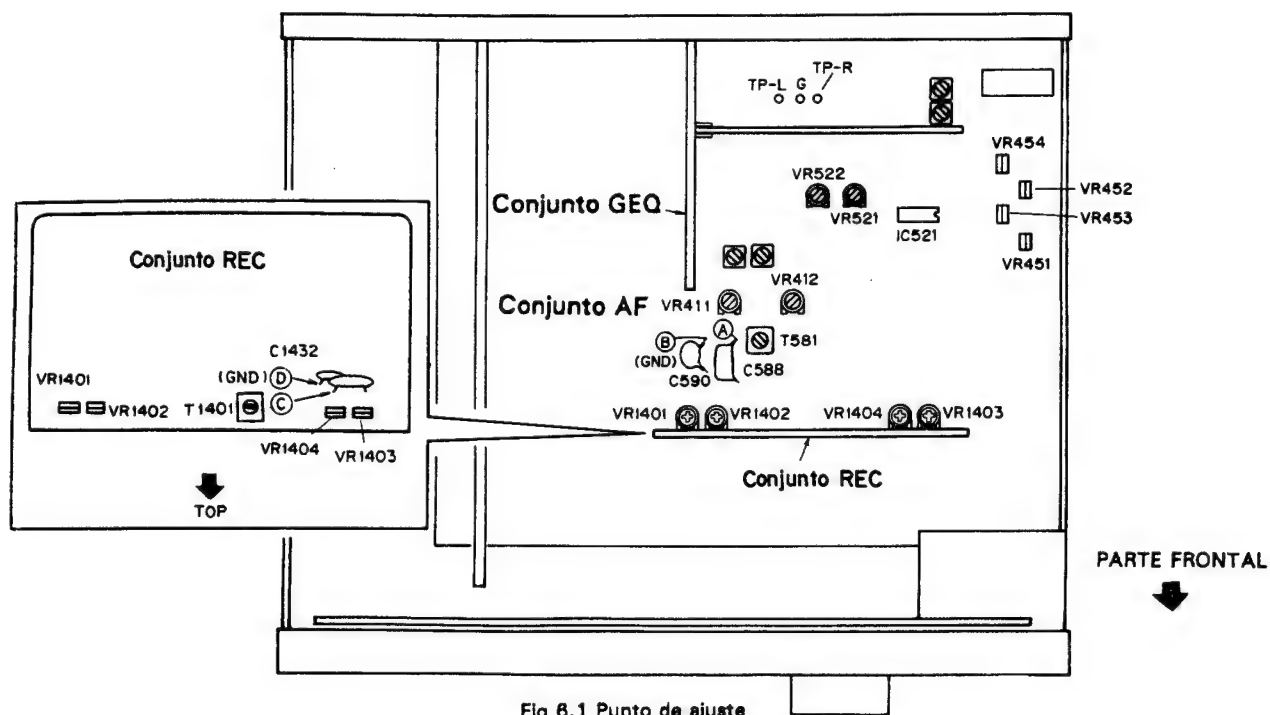 TP-L G TP-R
VR454
VR522
VR521
IC521
VR452
VR453
VR451
Conjunto GEQ
VR412
Conjunto AF
VR411
A
B
(GND)
T581
C590
C588
VR1401
VR1402
VR1404
VR1403
Conjunto REC
Conjunto REC
C1432
(GND) D
VR1401
VR1402
T1401
C
VR1404
VR1403
TOP
PARTE FRONTAL
Fig 6.1 Punto de ajuste